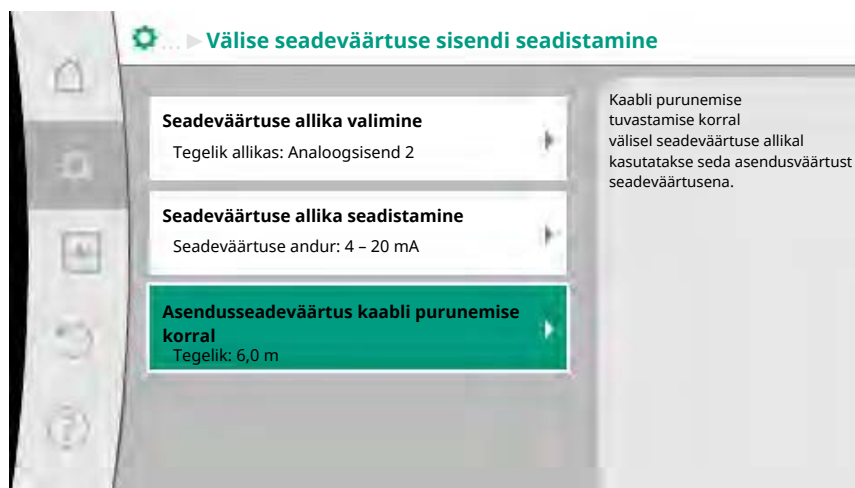 ... Välise seadeväärtuse sisendi seadistamine
Seadeväärtuse allika valimine
Tegelik allikas: Analoogsisend 2
Seadeväärtuse allika seadistamine
Seadeväärtuse andur: 4 – 20 mA
Asendusseadeväärtus kaabli purunemise
korral
Tegelik: 6,0 m
Kaabli purunemise
tuvastamise korral
välisel seadeväärtuse allikal
kasutatakse seda asendusväärtust
seadeväärtusena.